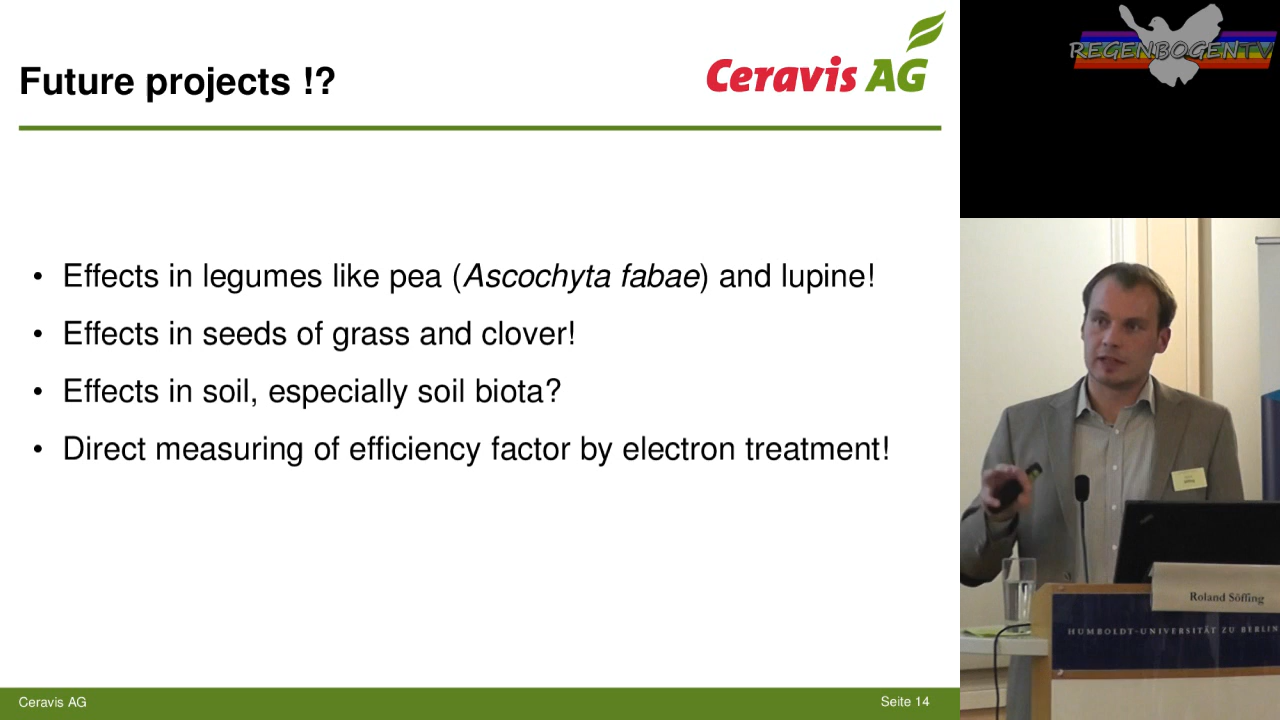 Future projects !?
Ceravis AG
REGENBOGENTV
• Effects in legumes like pea (Ascochyta fabae) and lupine!
• Effects in seeds of grass and clover!
• Effects in soil, especially soil biota?
• Direct measuring of efficiency factor by electron treatment!
Roland Söffing
HUMBOLDT-UNIVERSITÄT ZU BERLIN
Ceravis AG
Seite 14